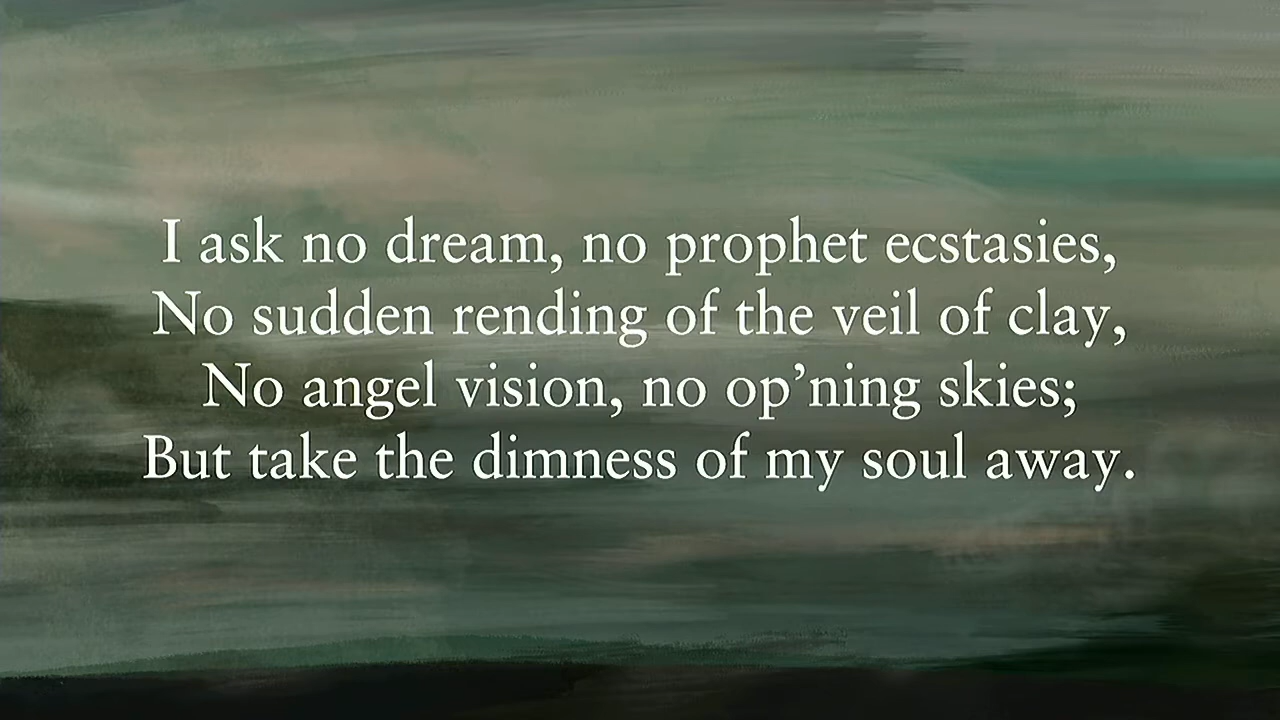 I ask no dream, no prophet ecstasies,
No sudden rending of the veil of clay,
No angel vision, no op’ning skies;
But take the dimness of my soul away.